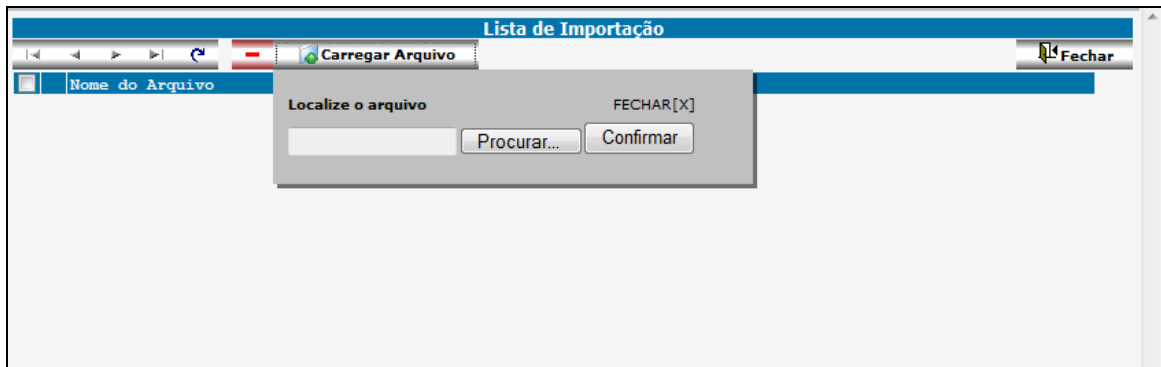 Lista de Importação
Carregar Arquivo Fechar
Nome do Arquivo
Localize o arquivo FECHAR[X]
Procurar... Confirmar